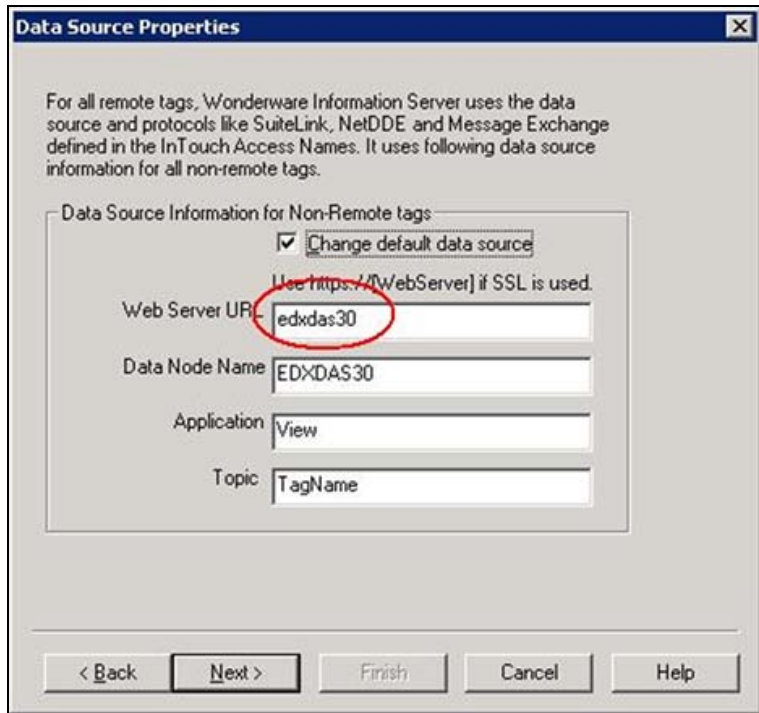 Data Source Properties
For all remote tags, Wonderware Information Server uses the data
source and protocols like SuiteLink, NetDDE and Message Exchange
defined in the InTouch Access Names. It uses following data source
information for all non-remote tags.
Data Source Information for Non-Remote tags
Change default data source
Use https://[WebServer] if SSL is used.
Web Server URL edxdas30
Data Node Name EDXDAS30
Application View
Topic TagName
< Back Next > Finish Cancel Help